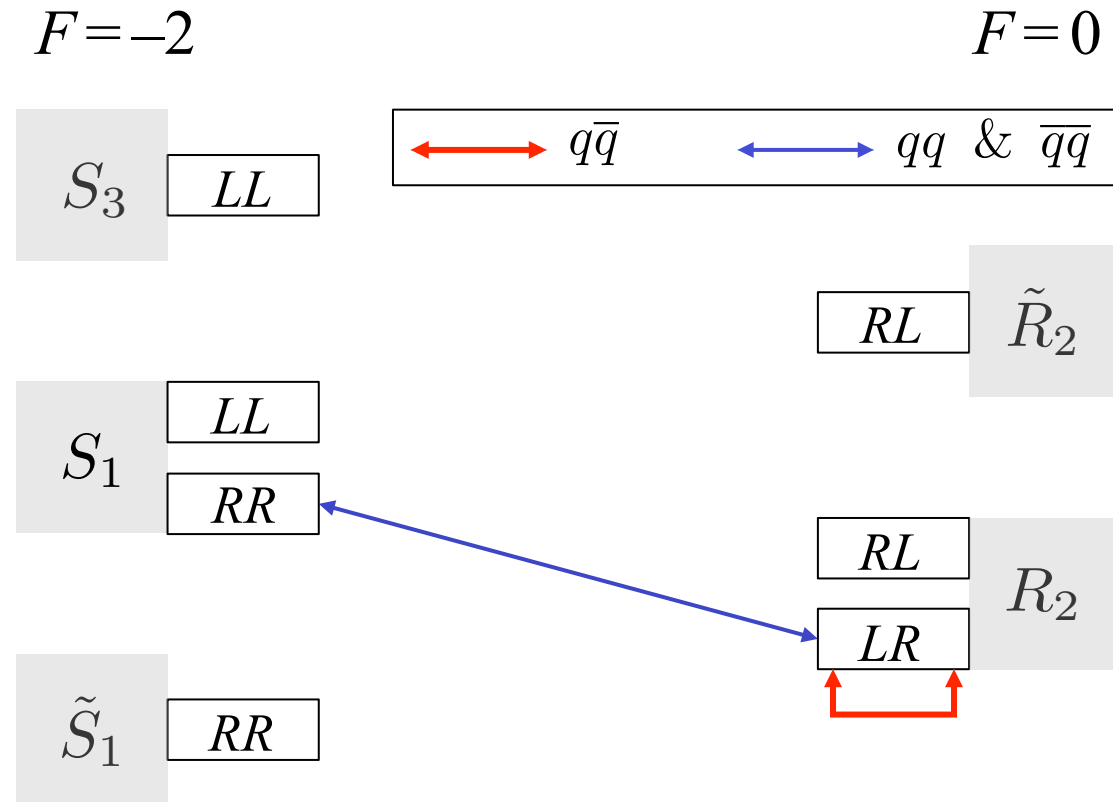 F = –2
F = 0
qq̅ qq & q̅q̅
S₃ LL
RL R̃₂
LL
S₁
RR
RL
R₂
LR
S̃₁ RR